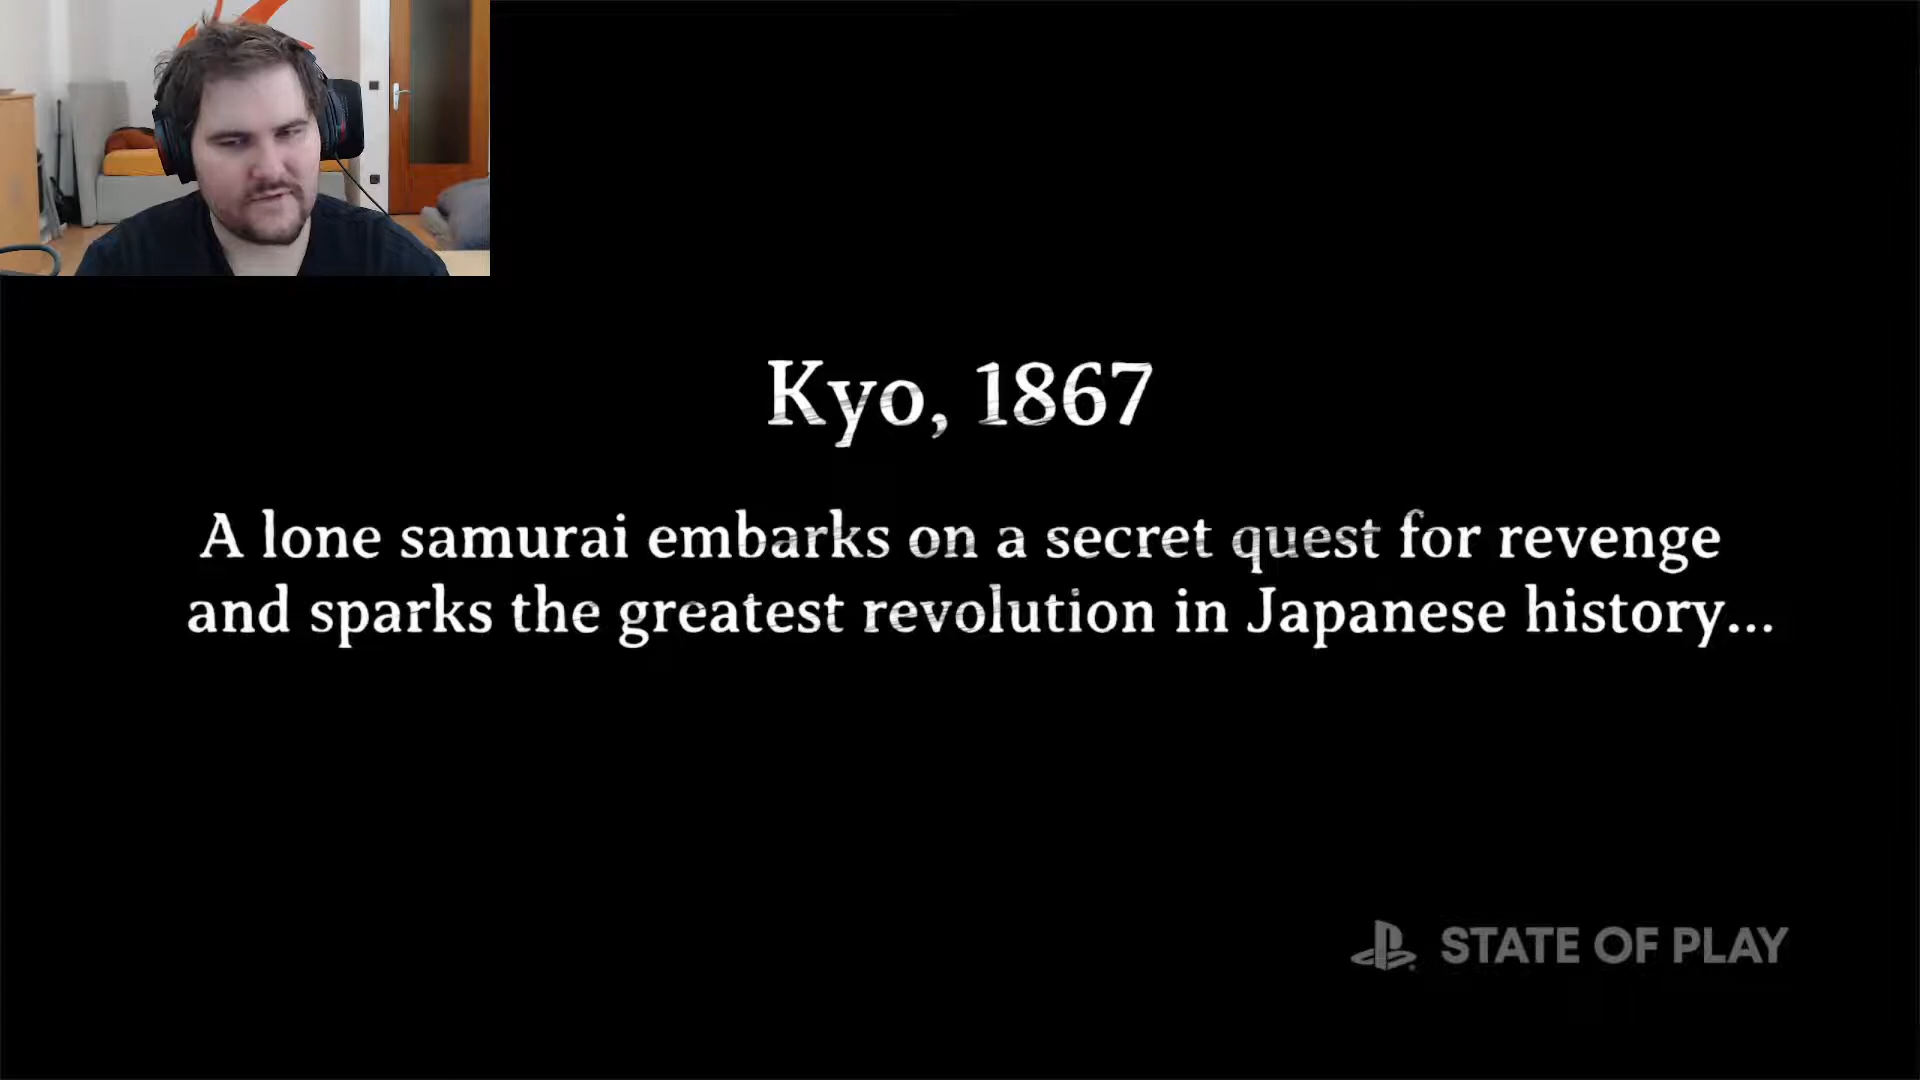 Kyo, 1867
A lone samurai embarks on a secret quest for revenge
and sparks the greatest revolution in Japanese history...
STATE OF PLAY